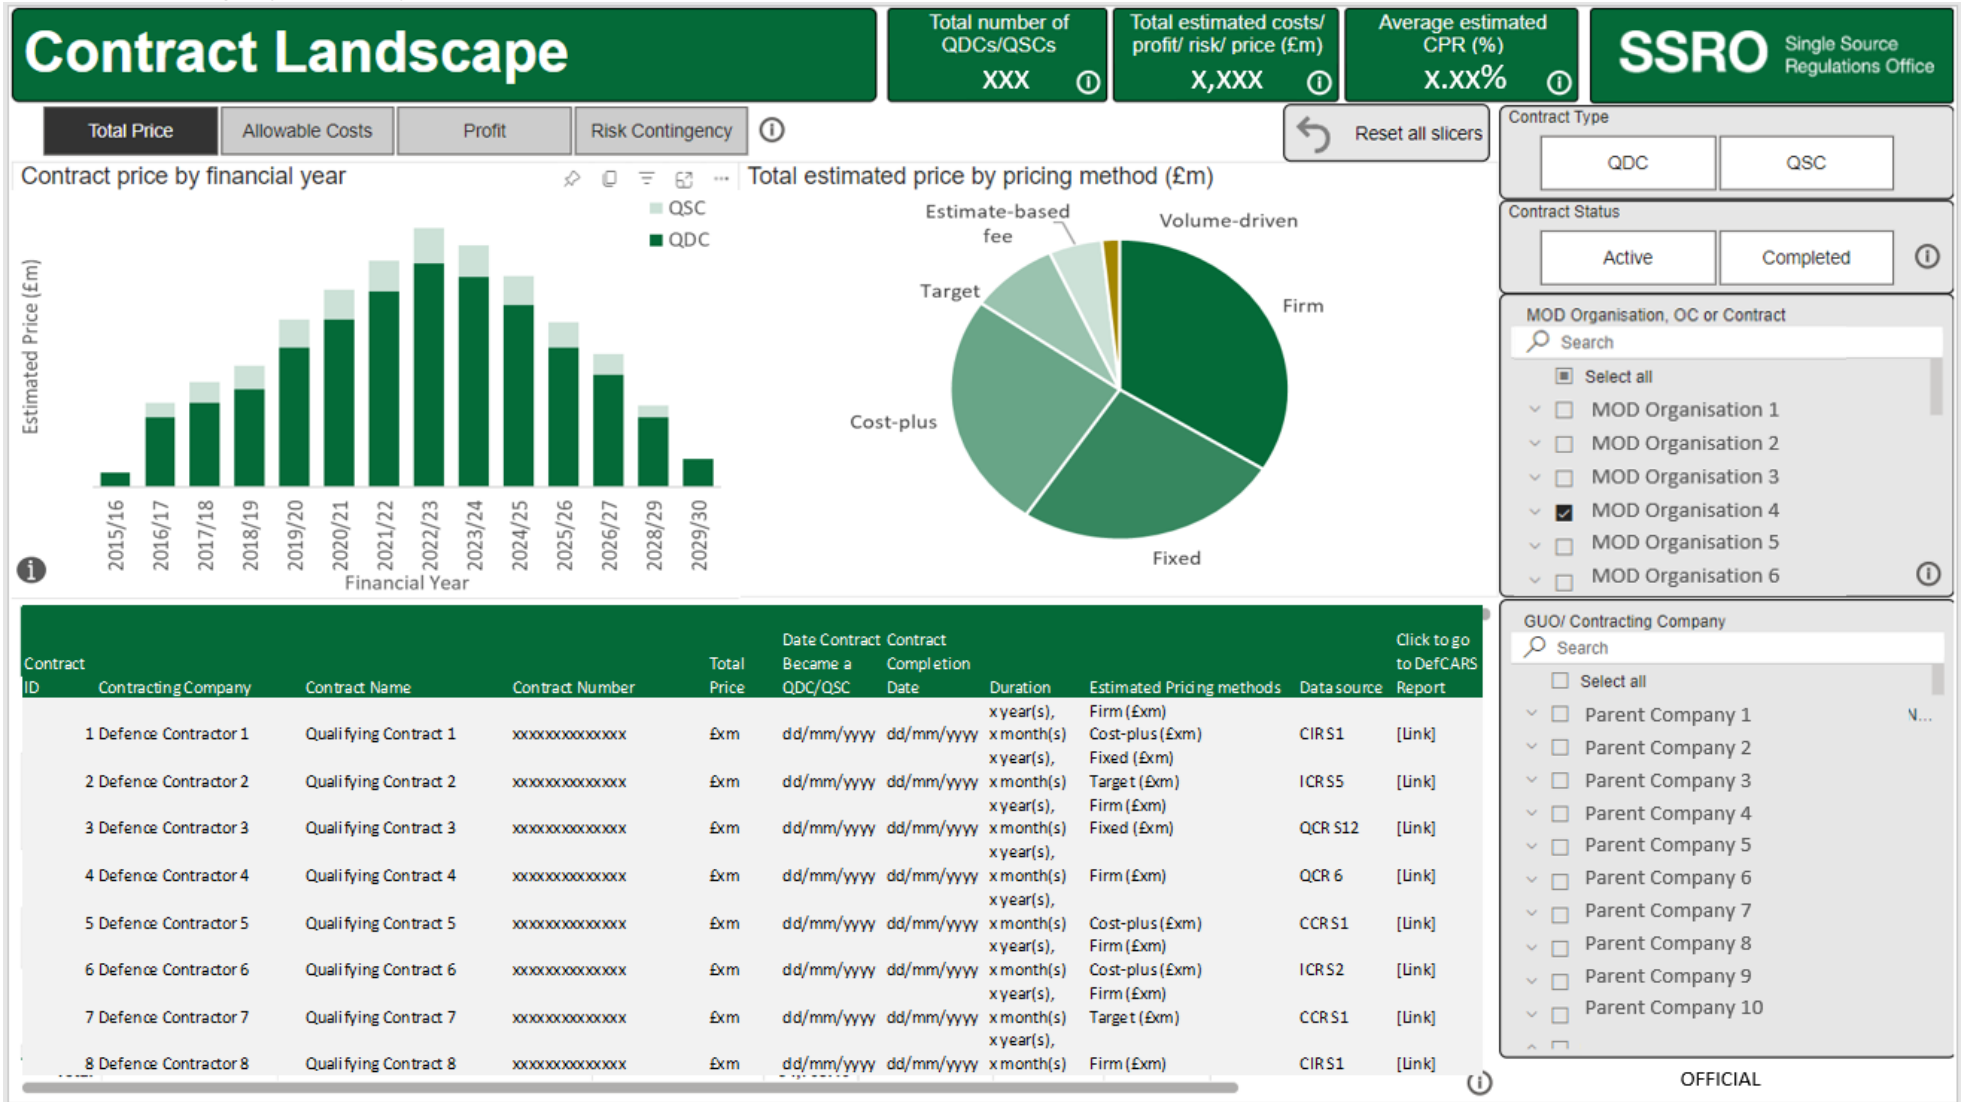 Contract Landscape
Total number of
QDCs/QSCs
XXX
Total estimated costs/
profit/ risk/ price (£m)
X,XXX
Average estimated
CPR (%)
X.XX%
SSRO
Single Source
Regulations Office
Total Price
Allowable Costs
Profit
Risk Contingency
Reset all slicers
Contract Type
QDC
QSC
Contract Status
Active
Completed
Contract price by financial year
QSC
QDC
Estimated Price (£m)
2015/16
2016/17
2017/18
2018/19
2019/20
2020/21
2021/22
2022/23
2023/24
2024/25
2025/26
2026/27
2028/29
2029/30
Financial Year
Total estimated price by pricing method (£m)
Estimate-based
fee
Volume-driven
Target
Firm
Cost-plus
Fixed
MOD Organisation, OC or Contract
Search
Select all
MOD Organisation 1
MOD Organisation 2
MOD Organisation 3
MOD Organisation 4
MOD Organisation 5
MOD Organisation 6
GUO/ Contracting Company
Search
Select all
Parent Company 1
N...
Parent Company 2
Parent Company 3
Parent Company 4
Parent Company 5
Parent Company 6
Parent Company 7
Parent Company 8
Parent Company 9
Parent Company 10
Date Contract Contract Click to go
Contract Total Became a Completion to DefCARS
ID Contracting Company Contract Name Contract Number Price QDC/QSC Date Duration Estimated Pricing methods Data source Report
x year(s), Firm (£xm)
1 Defence Contractor 1 Qualifying Contract 1 xxxxxxxxxxxxxx £xm dd/mm/yyyy dd/mm/yyyy x month(s) Cost-plus (£xm) CIR S1 [Link]
x year(s), Fixed (£xm)
2 Defence Contractor 2 Qualifying Contract 2 xxxxxxxxxxxxxx £xm dd/mm/yyyy dd/mm/yyyy x month(s) Target (£xm) ICR S5 [Link]
x year(s), Firm (£xm)
3 Defence Contractor 3 Qualifying Contract 3 xxxxxxxxxxxxxx £xm dd/mm/yyyy dd/mm/yyyy x month(s) Fixed (£xm) QCR S12 [Link]
x year(s),
4 Defence Contractor 4 Qualifying Contract 4 xxxxxxxxxxxxxx £xm dd/mm/yyyy dd/mm/yyyy x month(s) Firm (£xm) QCR 6 [Link]
x year(s),
5 Defence Contractor 5 Qualifying Contract 5 xxxxxxxxxxxxxx £xm dd/mm/yyyy dd/mm/yyyy x month(s) Cost-plus (£xm) CCR S1 [Link]
x year(s), Firm (£xm)
6 Defence Contractor 6 Qualifying Contract 6 xxxxxxxxxxxxxx £xm dd/mm/yyyy dd/mm/yyyy x month(s) Cost-plus (£xm) ICR S2 [Link]
x year(s), Firm (£xm)
7 Defence Contractor 7 Qualifying Contract 7 xxxxxxxxxxxxxx £xm dd/mm/yyyy dd/mm/yyyy x month(s) Target (£xm) CCR S1 [Link]
x year(s),
8 Defence Contractor 8 Qualifying Contract 8 xxxxxxxxxxxxxx £xm dd/mm/yyyy dd/mm/yyyy x month(s) Firm (£xm) CIR S1 [Link]
OFFICIAL